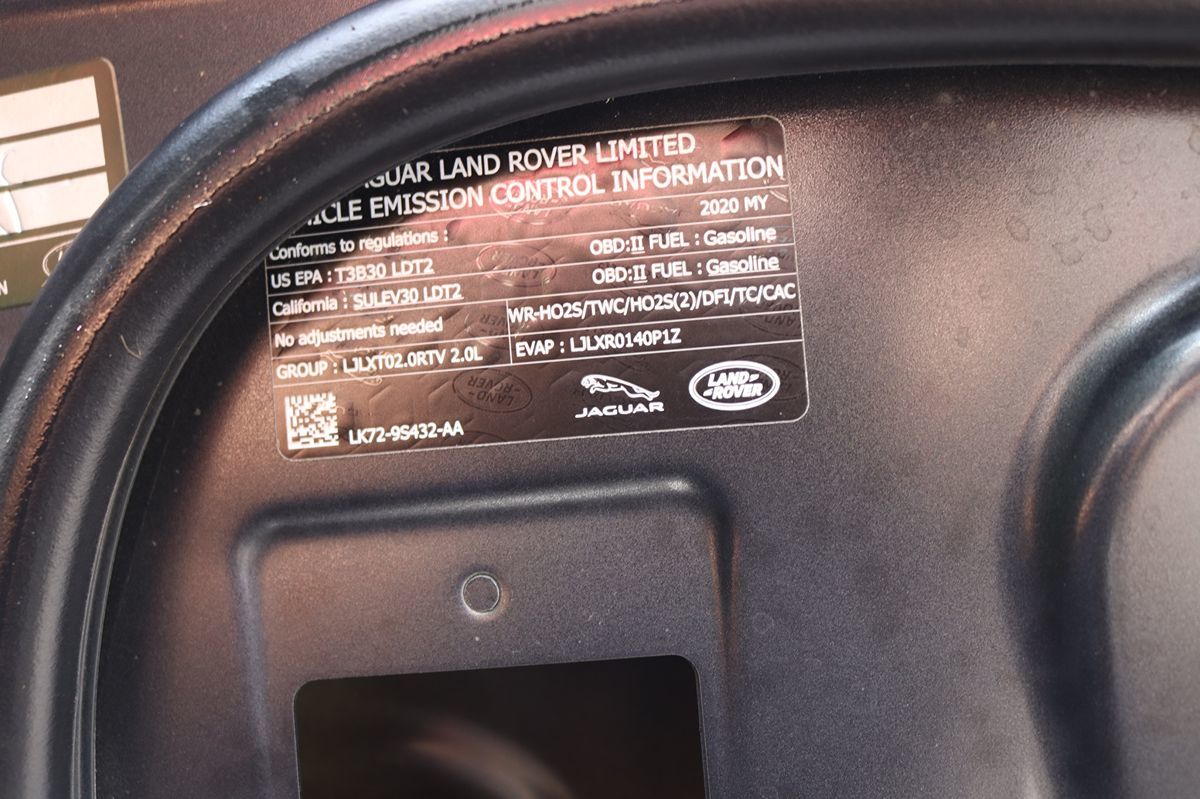 JAGUAR LAND ROVER LIMITED
VEHICLE EMISSION CONTROL INFORMATION
2020 MY
Conforms to regulations :
US EPA : T3B30 LDT2 OBD:II FUEL : Gasoline
California : SULEV30 LDT2 OBD:II FUEL : Gasoline
No adjustments needed WR-HO2S/TWC/HO2S(2)/DFI/TC/CAC
GROUP : LJLXT02.0RTV 2.0L EVAP : LJLXR0140P1Z
JAGUAR
LAND ROVER
LK72-9S432-AA
N